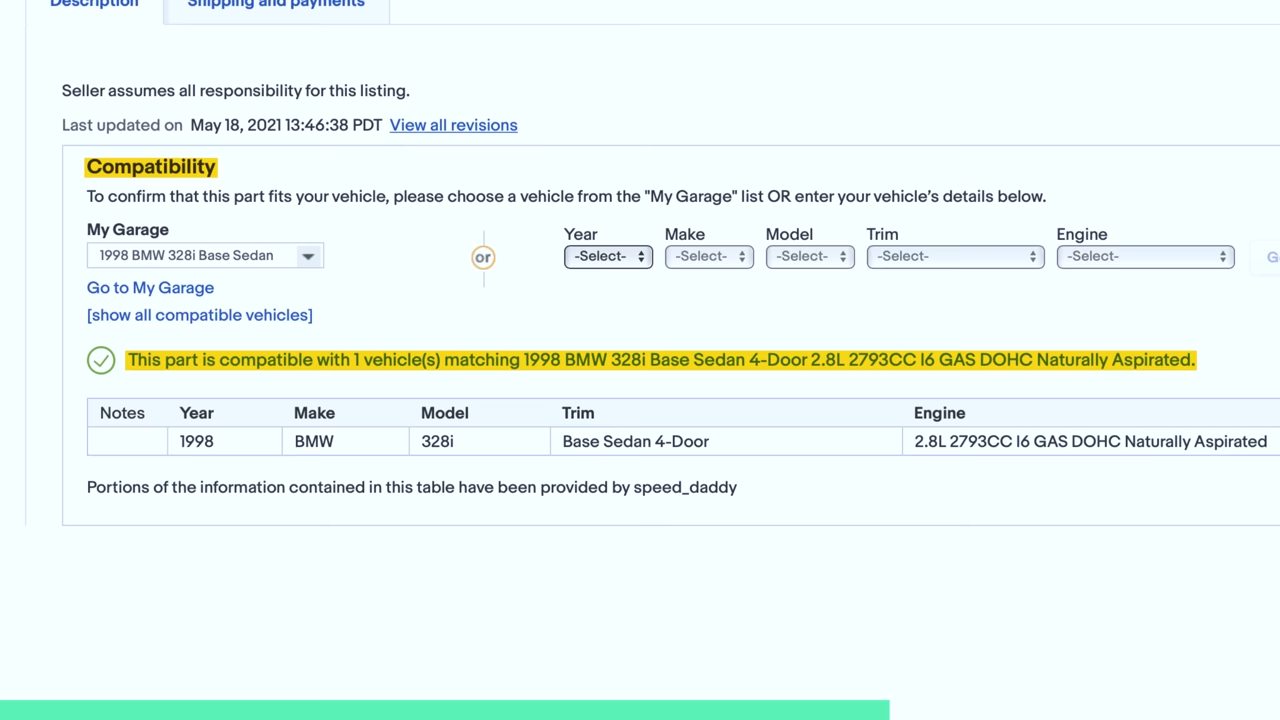 Description Shipping and payments
Seller assumes all responsibility for this listing.
Last updated on May 18, 2021 13:46:38 PDT View all revisions
Compatibility
To confirm that this part fits your vehicle, please choose a vehicle from the "My Garage" list OR enter your vehicle's details below.
My Garage Year Make Model Trim Engine
1998 BMW 328i Base Sedan or -Select- -Select- -Select- -Select- -Select-
Go to My Garage
[show all compatible vehicles]
This part is compatible with 1 vehicle(s) matching 1998 BMW 328i Base Sedan 4-Door 2.8L 2793CC l6 GAS DOHC Naturally Aspirated.
Notes Year Make Model Trim Engine
1998 BMW 328i Base Sedan 4-Door 2.8L 2793CC l6 GAS DOHC Naturally Aspirated
Portions of the information contained in this table have been provided by speed_daddy